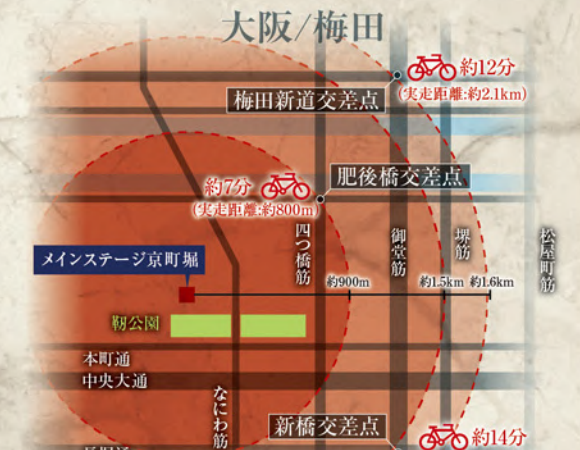 大阪/梅田
約12分
(実走距離:約2.1km)
梅田新道交差点
肥後橋交差点
約7分
(実走距離:約800m)
四つ橋筋
御堂筋
堺筋
松屋町筋
メインステージ京町堀
約900m
約1.5km
約1.6km
靭公園
本町通
中央大通
なにわ筋
新橋交差点
約14分